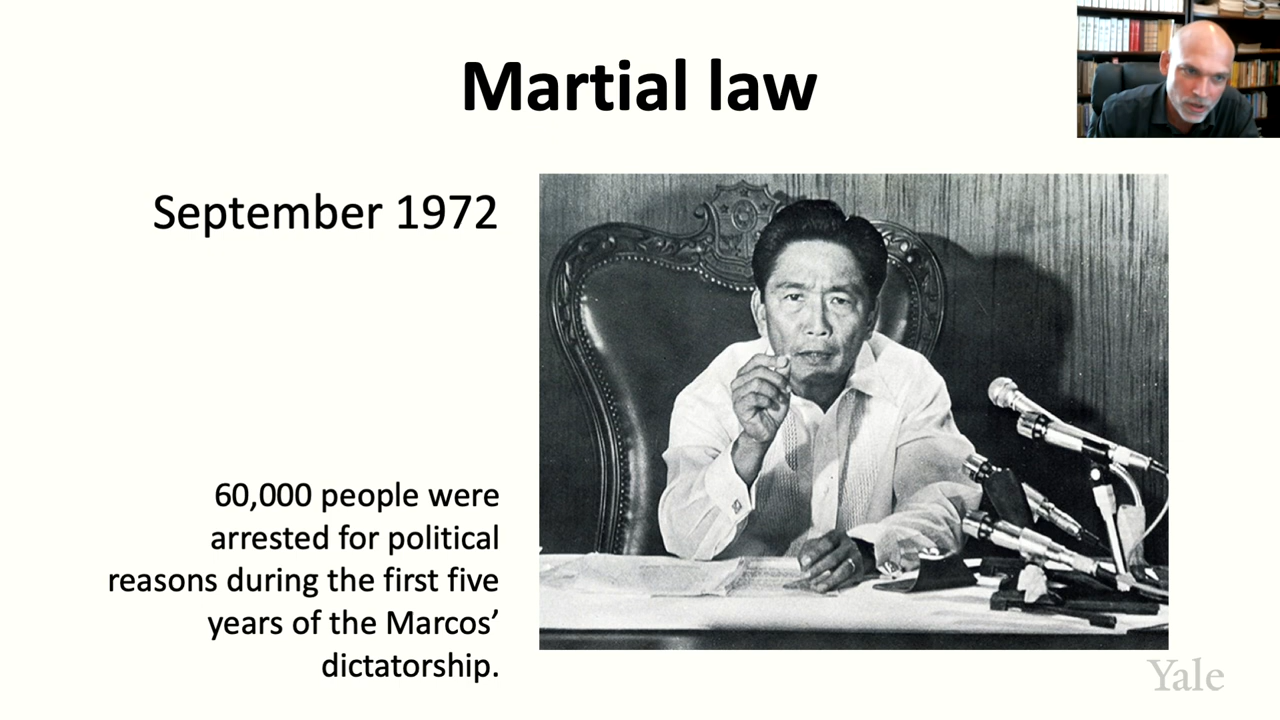 Martial law
September 1972
60,000 people were
arrested for political
reasons during the first five
years of the Marcos’
dictatorship.
Yale